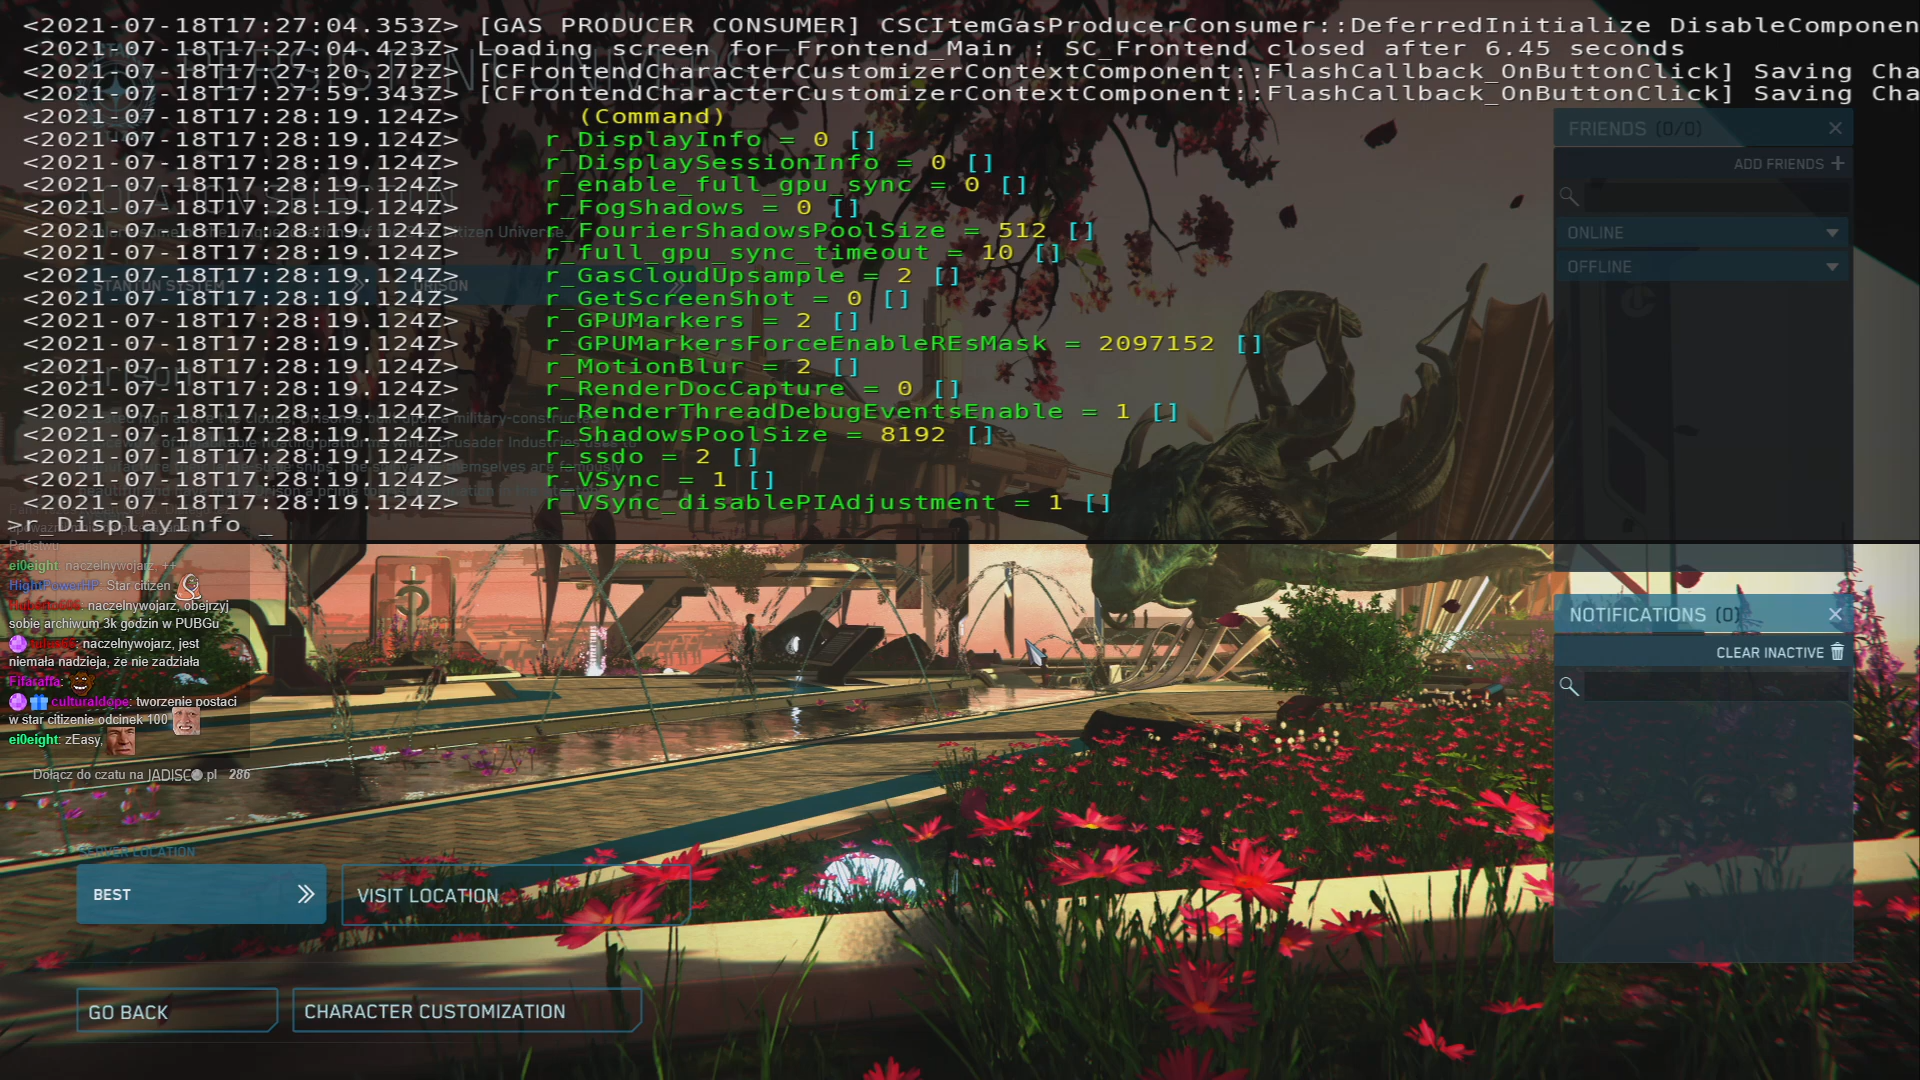 <2021-07-18T17:27:04.353Z> [GAS PRODUCER CONSUMER] CSCItemGasProducerConsumer::DeferredInitialize DisableComponen
<2021-07-18T17:27:04.423Z> Loading screen for Frontend_Main : SC_Frontend closed after 6.45 seconds
<2021-07-18T17:27:20.272Z> [CFrontendCharacterCustomizerContextComponent::FlashCallback_OnButtonClick] Saving Cha
<2021-07-18T17:27:59.343Z> [CFrontendCharacterCustomizerContextComponent::FlashCallback_OnButtonClick] Saving Cha
<2021-07-18T17:28:19.124Z> (Command)
<2021-07-18T17:28:19.124Z> r_DisplayInfo = 0 []
<2021-07-18T17:28:19.124Z> r_DisplaySessionInfo = 0 []
<2021-07-18T17:28:19.124Z> r_enable_full_gpu_sync = 0 []
<2021-07-18T17:28:19.124Z> r_FogShadows = 0 []
<2021-07-18T17:28:19.124Z> r_FourierShadowsPoolSize = 512 []
<2021-07-18T17:28:19.124Z> r_full_gpu_sync_timeout = 10 []
<2021-07-18T17:28:19.124Z> r_GasCloudUpsample = 2 []
<2021-07-18T17:28:19.124Z> r_GetScreenShot = 0 []
<2021-07-18T17:28:19.124Z> r_GPUMarkers = 2 []
<2021-07-18T17:28:19.124Z> r_GPUMarkersForceEnableREsMask = 2097152 []
<2021-07-18T17:28:19.124Z> r_MotionBlur = 2 []
<2021-07-18T17:28:19.124Z> r_RenderDocCapture = 0 []
<2021-07-18T17:28:19.124Z> r_RenderThreadDebugEventsEnable = 1 []
<2021-07-18T17:28:19.124Z> r_ShadowsPoolSize = 8192 []
<2021-07-18T17:28:19.124Z> r_ssdo = 2 []
<2021-07-18T17:28:19.124Z> r_VSync = 1 []
<2021-07-18T17:28:19.124Z> r_VSync_disablePIAdjustment = 1 []
>r_DisplayInfo _
FRIENDS (0/0)
ADD FRIENDS
ONLINE
OFFLINE
STANTON SYSTEM
ORISON
Państwu
ei0eight: naczelnywojarz, ++
HighPowerHP: Star citizen
naczelnywojarz, obejrzyj
sobie archiwum 3k godzin w PUBGu
naczelnywojarz, jest
niemała nadzieja, że nie zadziała
Fifaraffa:
culturaldope: tworzenie postaci
w star citizenie odcinek 100
ei0eight: zEasy,
Dołącz do czatu na JADISCO.pl 286
NOTIFICATIONS (0)
CLEAR INACTIVE
SERVER LOCATION
BEST
VISIT LOCATION
GO BACK
CHARACTER CUSTOMIZATION